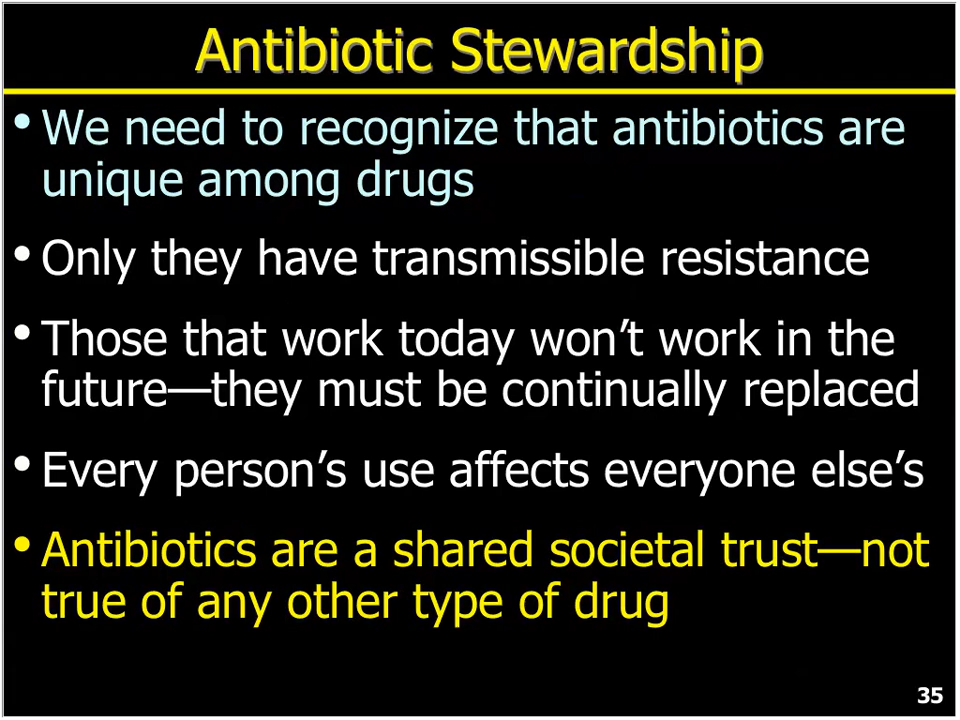 Antibiotic Stewardship
• We need to recognize that antibiotics are
unique among drugs
• Only they have transmissible resistance
• Those that work today won’t work in the
future—they must be continually replaced
• Every person’s use affects everyone else’s
• Antibiotics are a shared societal trust—not
true of any other type of drug
35